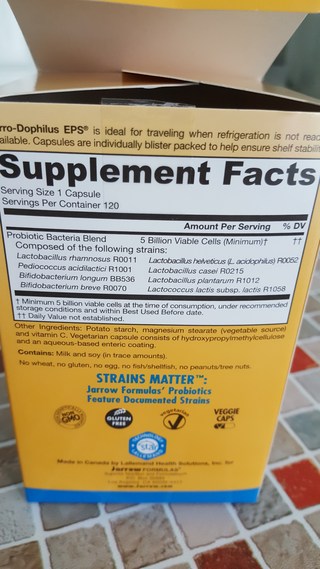 rro-Dophilus EPS® is ideal for traveling when refrigeration is not reac
ailable. Capsules are individually blister packed to help ensure shelf stabilit
Supplement Facts
Serving Size 1 Capsule
Servings Per Container 120
Amount Per Serving % DV
Probiotic Bacteria Blend 5 Billion Viable Cells (Minimum)† ††
Composed of the following strains:
Lactobacillus rhamnosus R0011 Lactobacillus helveticus (L. acidophilus) R0052
Pediococcus acidilactici R1001 Lactobacillus casei R0215
Bifidobacterium longum BB536 Lactobacillus plantarum R1012
Bifidobacterium breve R0070 Lactococcus lactis subsp. lactis R1058
† Minimum 5 billion viable cells at the time of consumption, under recommended
storage conditions and within Best Used Before date.
†† Daily Value not established.
Other Ingredients: Potato starch, magnesium stearate (vegetable source)
and vitamin C. Vegetarian capsule consists of hydroxypropylmethylcellulose
and an aqueous-based enteric coating.
Contains: Milk and soy (in trace amounts).
No wheat, no gluten, no egg, no fish/shellfish, no peanuts/tree nuts.
STRAINS MATTER™:
Jarrow Formulas' Probiotics
Feature Documented Strains
GMO
GLUTEN
FREE
vegetarian
VEGGIE
CAPS
Made in Canada by Lallemand Health Solutions, Inc. for
Jarrow FORMULAS®
www.Jarrow.com